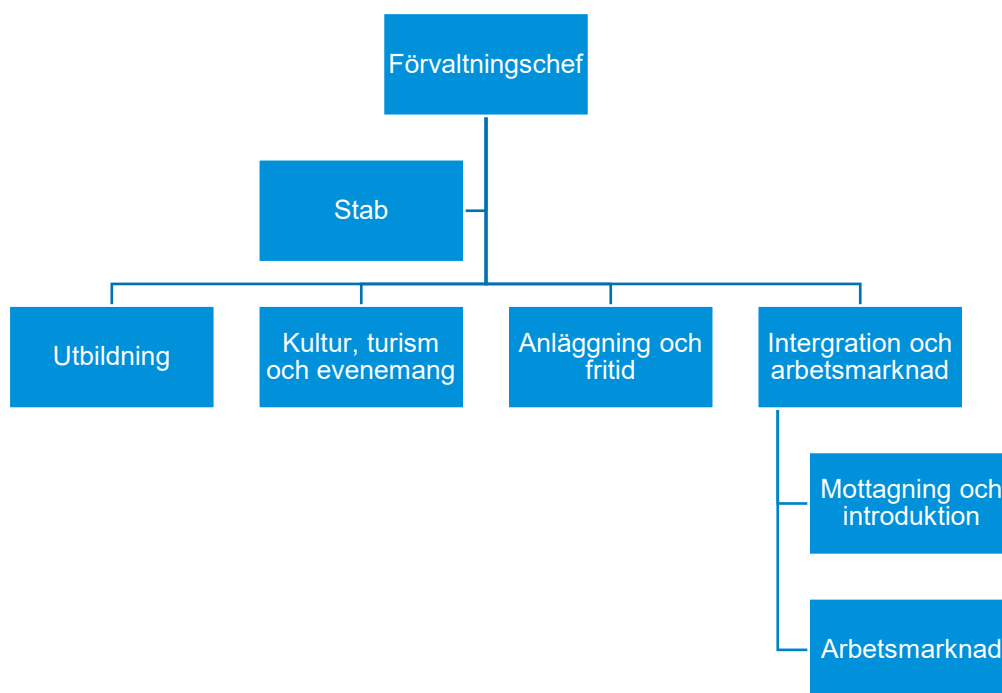 Förvaltningschef
Stab
Utbildning
Kultur, turism
och evenemang
Anläggning och
fritid
Intergration och
arbetsmarknad
Mottagning och
introduktion
Arbetsmarknad